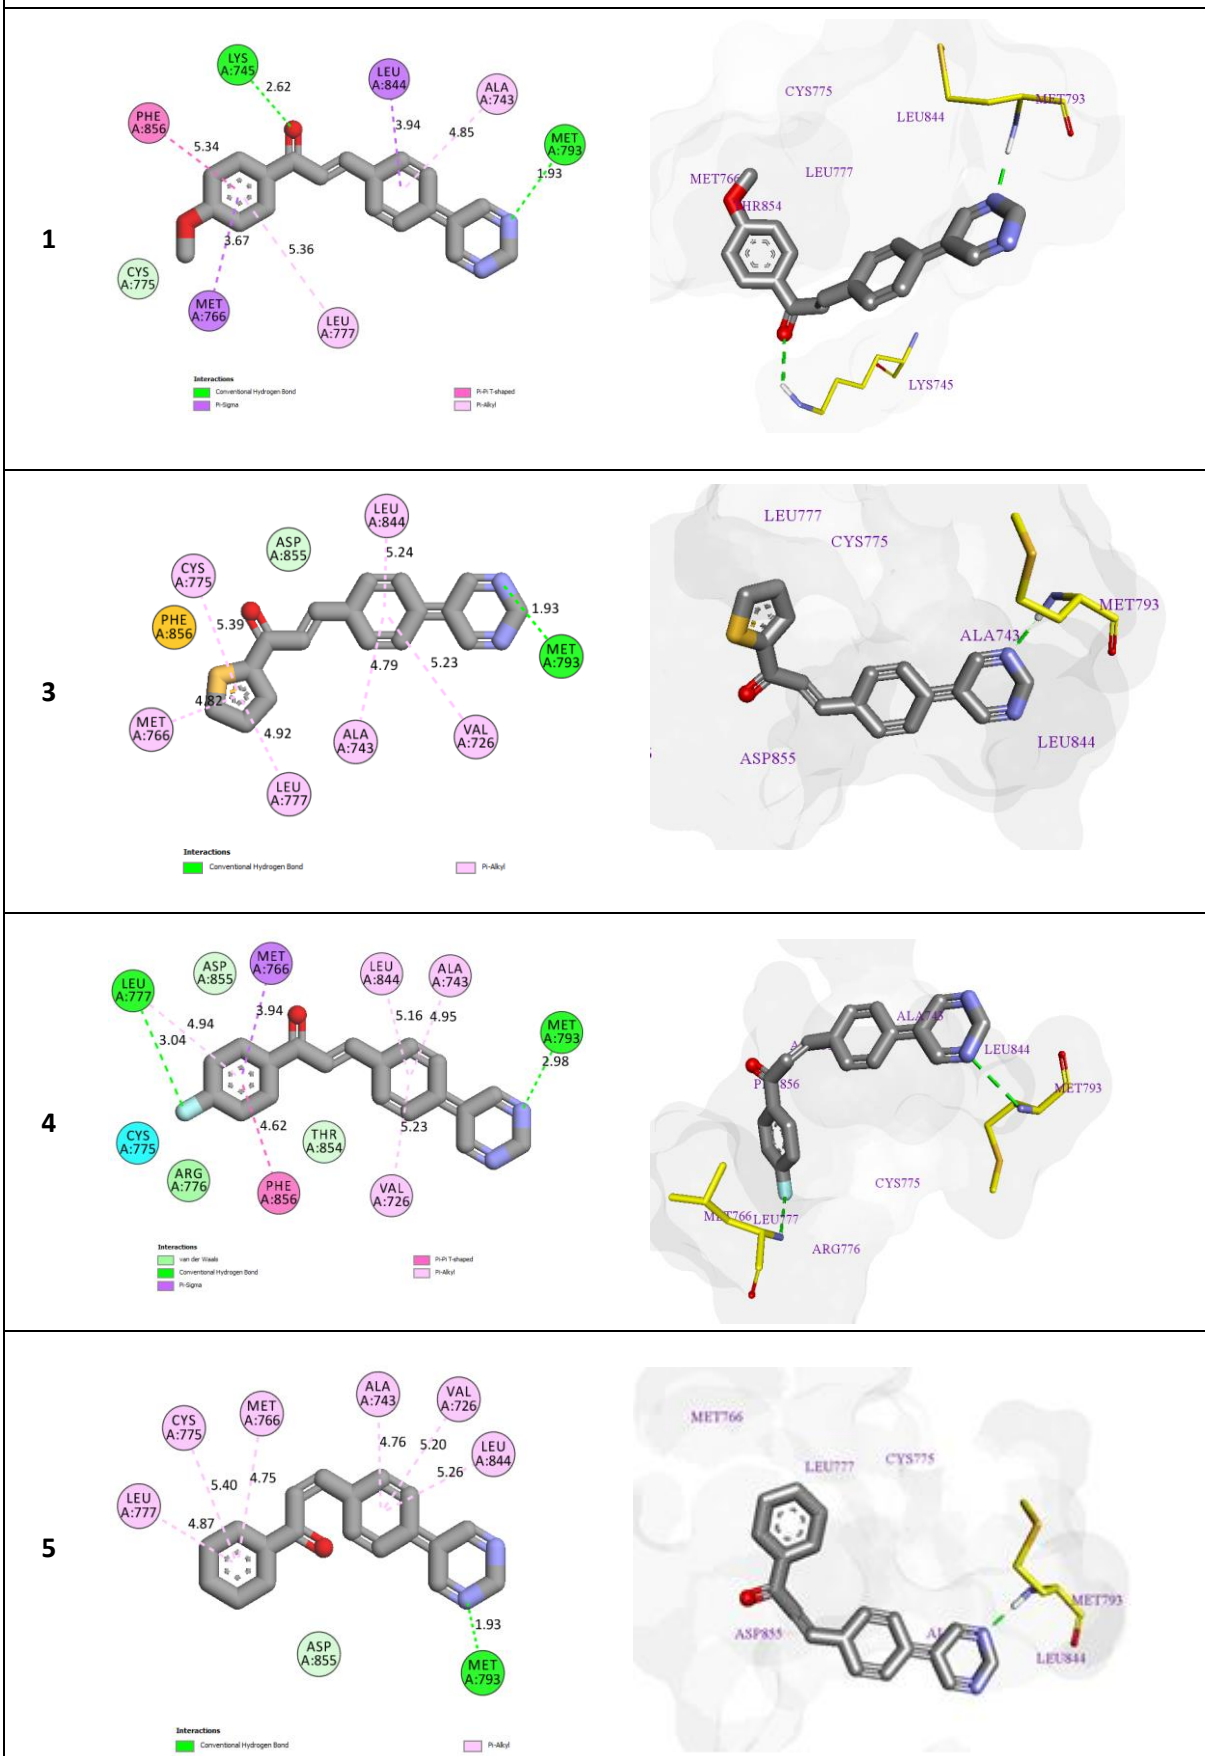 1
LYS
A:745
2.62
PHE
A:856
5.34
LEU
A:844
3.94
ALA
A:743
4.85
MET
A:793
1.93
CYS
A:775
3.67
5.36
MET
A:766
LEU
A:777
Interactions
Conventional Hydrogen Bond
Pi-Sigma
Pi-Pi T-shaped
Pi-Alkyl
CYS775
MET793
LEU844
LEU777
MET766
HR854
LYS745
3
LEU
A:844
5.24
ASP
A:855
CYS
A:775
PHE
A:856
5.39
1.93
MET
A:793
4.79
5.23
4.82
MET
A:766
4.92
ALA
A:743
VAL
A:726
LEU
A:777
Interactions
Conventional Hydrogen Bond
Pi-Alkyl
LEU777
CYS775
MET793
ALA743
LEU844
ASP855
4
LEU
A:777
ASP
A:855
MET
A:766
LEU
A:844
ALA
A:743
4.94
3.94
5.16
4.95
3.04
MET
A:793
2.98
4.62
5.23
CYS
A:775
THR
A:854
ARG
A:776
PHE
A:856
VAL
A:726
Interactions
van der Waals
Conventional Hydrogen Bond
Pi-Sigma
Pi-Pi T-shaped
Pi-Alkyl
ALA743
LEU844
MET793
CYS775
MET766
LEU777
ARG776
5
ALA
A:743
VAL
A:726
CYS
A:775
MET
A:766
4.76
5.20
LEU
A:844
5.26
5.40
4.75
LEU
A:777
4.87
1.93
ASP
A:855
MET
A:793
Interactions
Conventional Hydrogen Bond
Pi-Alkyl
MET766
LEU777
CYS775
MET793
ASP855
LEU844